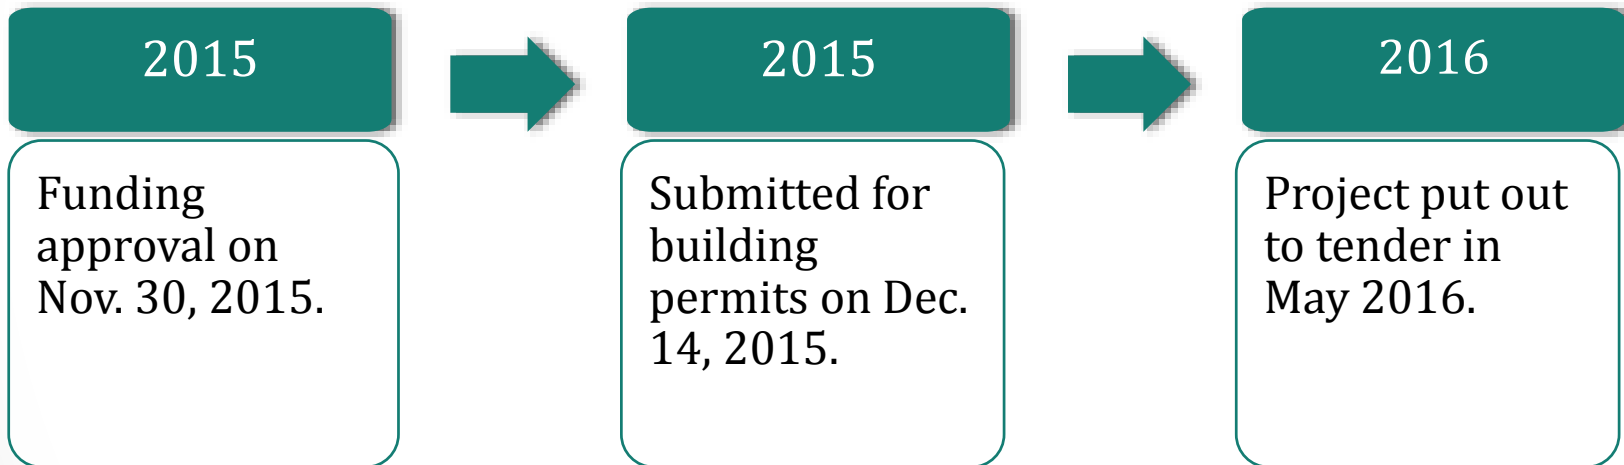 2015
Funding
approval on
Nov. 30, 2015.
2015
Submitted for
building
permits on Dec.
14, 2015.
2016
Project put out
to tender in
May 2016.